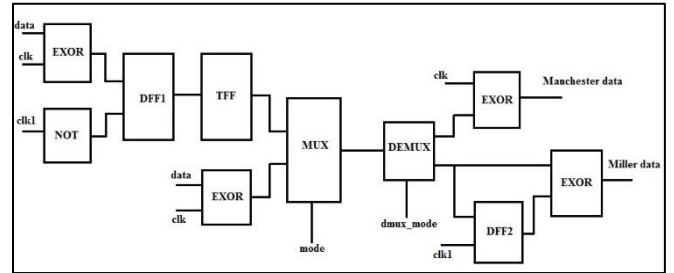 data
EXOR
clk
clk1
NOT
DFF1
TFF
data
EXOR
clk
MUX
mode
DEMUX
dmux_mode
clk
EXOR
Manchester data
EXOR
Miller data
DFF2
clk1